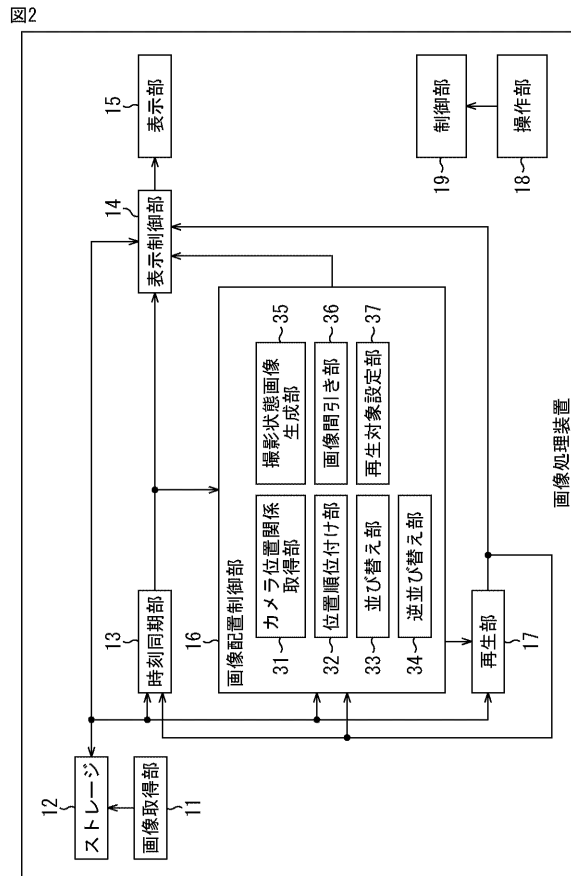 図2
12
ストレージ
画像取得部
11
13
時刻同期部
14
表示制御部
15
表示部
16
画像配置制御部
31
カメラ位置関係
取得部
32
位置順位付け部
33
並び替え部
34
逆並び替え部
撮影状態画像
生成部
35
画像間引き部
36
再生対象設定部
37
再生部
17
制御部
19
操作部
18
画像処理装置